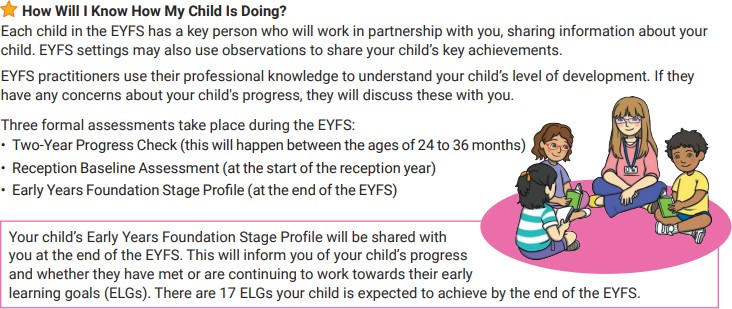 How Will I Know How My Child Is Doing?
Each child in the EYFS has a key person who will work in partnership with you, sharing information about your
child. EYFS settings may also use observations to share your child’s key achievements.
EYFS practitioners use their professional knowledge to understand your child’s level of development. If they
have any concerns about your child's progress, they will discuss these with you.
Three formal assessments take place during the EYFS:
• Two-Year Progress Check (this will happen between the ages of 24 to 36 months)
• Reception Baseline Assessment (at the start of the reception year)
• Early Years Foundation Stage Profile (at the end of the EYFS)
Your child’s Early Years Foundation Stage Profile will be shared with
you at the end of the EYFS. This will inform you of your child’s progress
and whether they have met or are continuing to work towards their early
learning goals (ELGs). There are 17 ELGs your child is expected to achieve by the end of the EYFS.